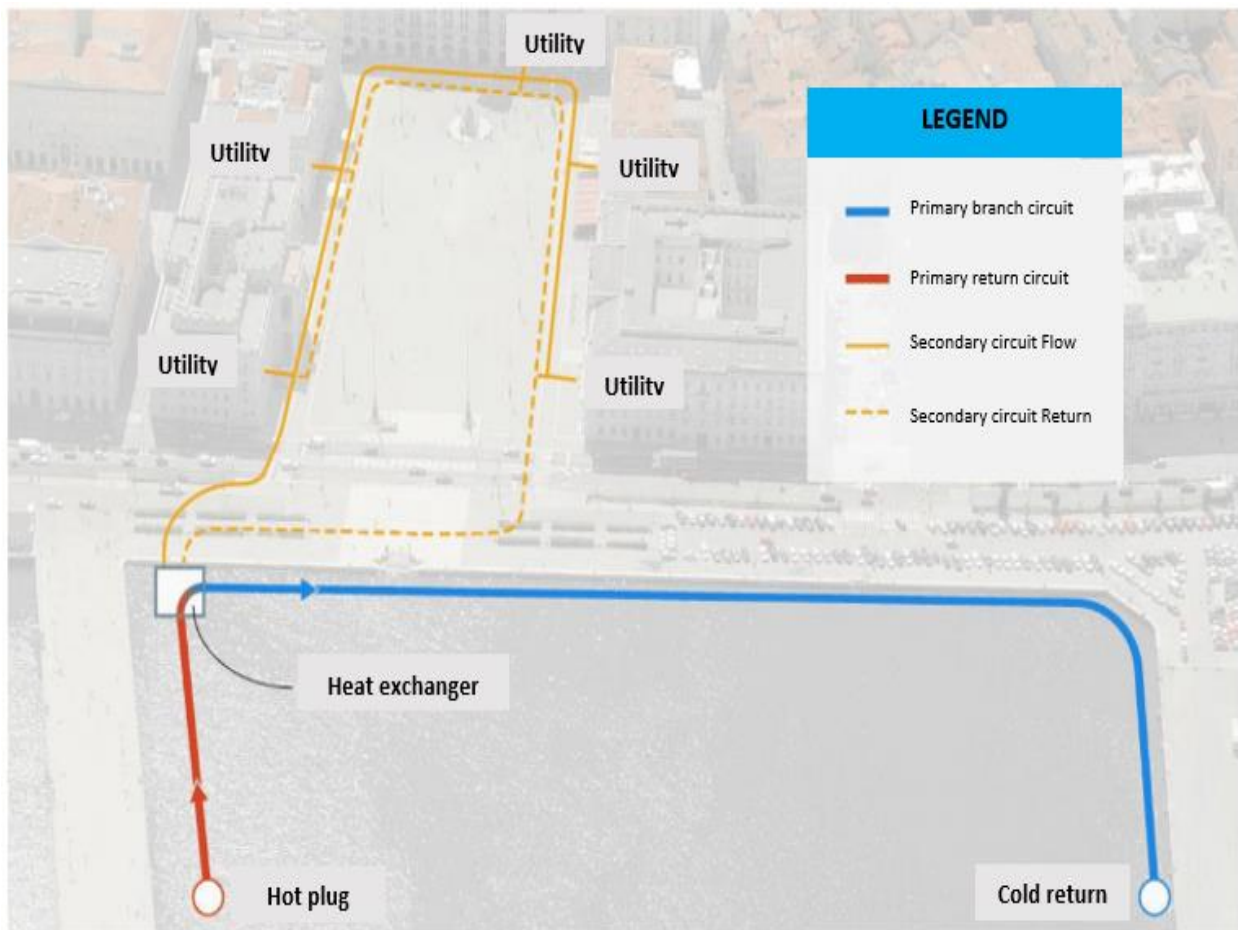 Utility
Utility
Utility
Utility
Utility
LEGEND
Primary branch circuit
Primary return circuit
Secondary circuit Flow
Secondary circuit Return
Heat exchanger
Hot plug
Cold return